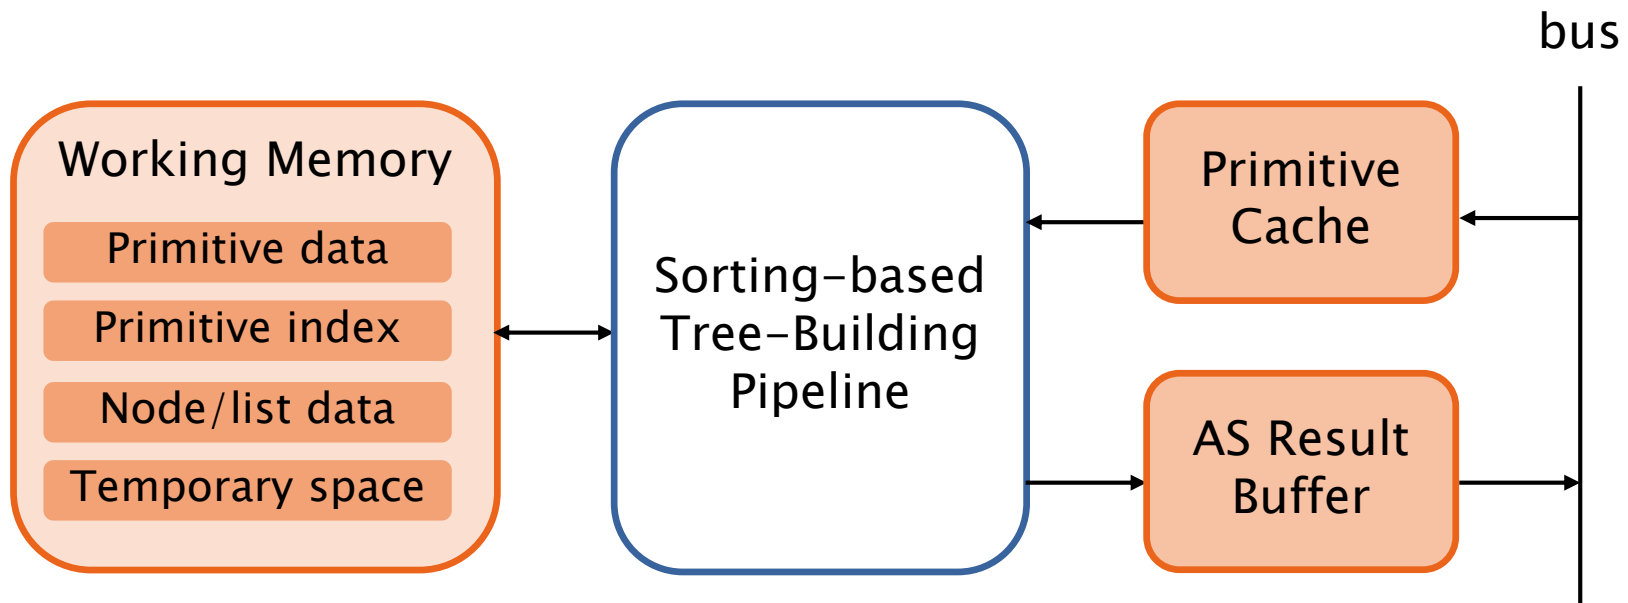 bus
Working Memory
Primitive data
Primitive index
Node/list data
Temporary space
Sorting-based
Tree-Building
Pipeline
Primitive
Cache
AS Result
Buffer